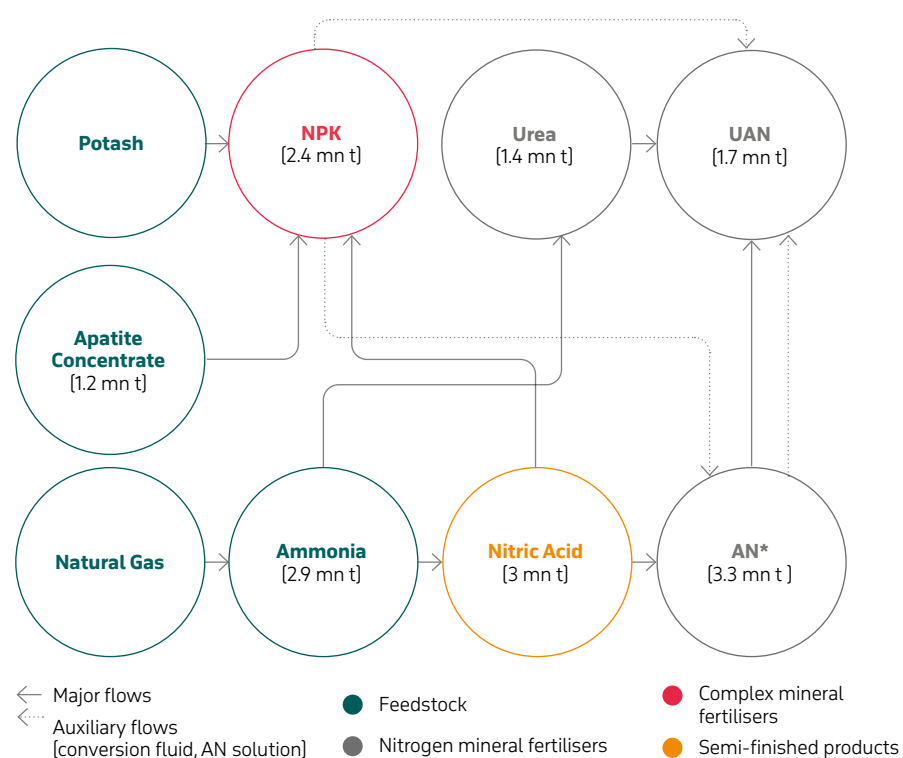 Potash
NPK
[2.4 mn t]
Urea
[1.4 mn t]
UAN
[1.7 mn t]
Apatite
Concentrate
[1.2 mn t]
Natural Gas
Ammonia
[2.9 mn t]
Nitric Acid
[3 mn t]
AN*
[3.3 mn t ]
Major flows
Auxiliary flows
[conversion fluid, AN solution]
Feedstock
Nitrogen mineral fertilisers
Complex mineral
fertilisers
Semi-finished products